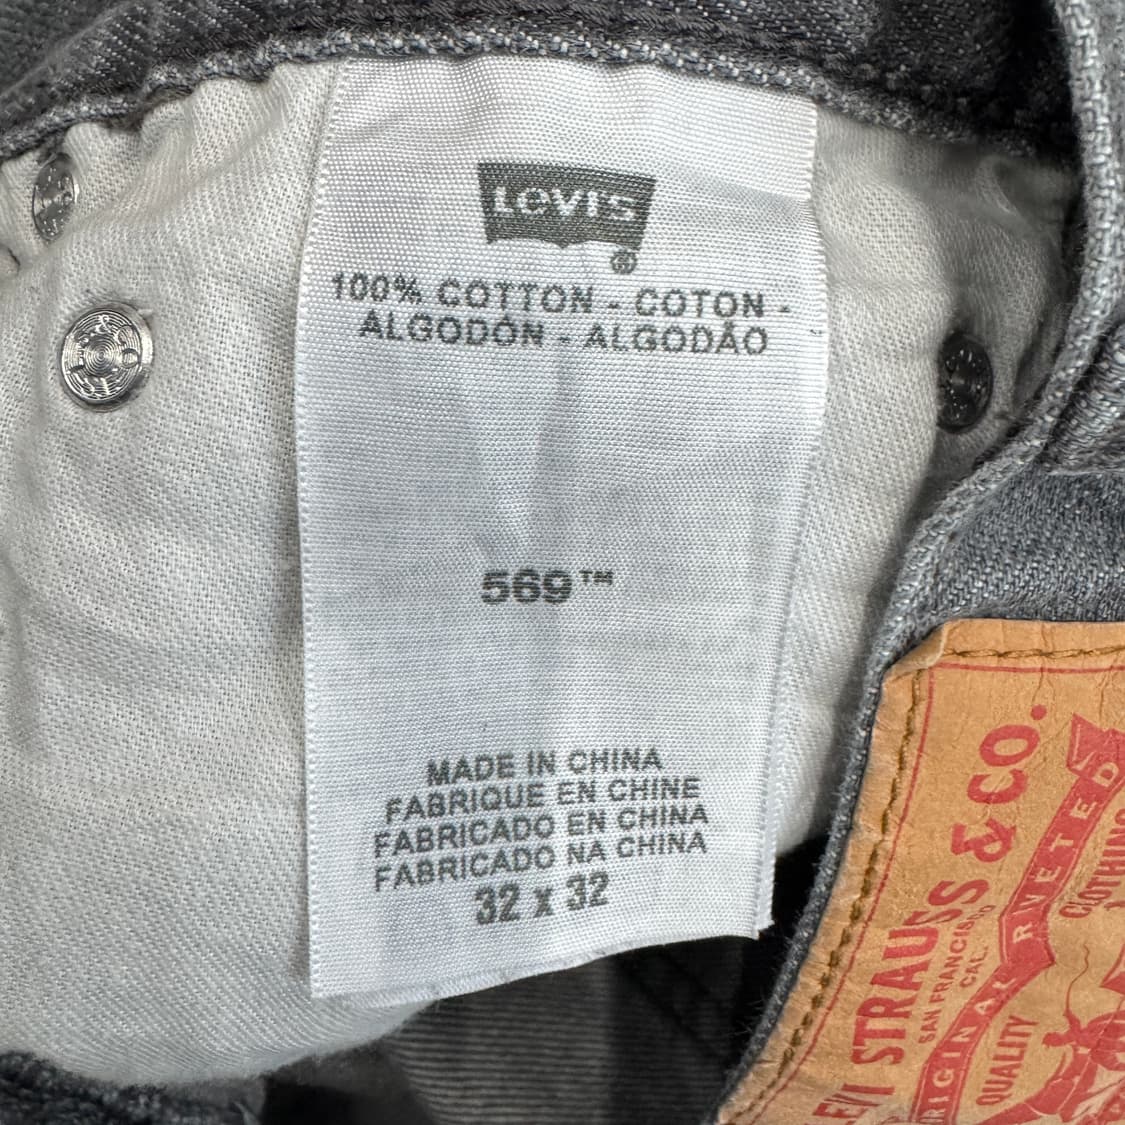 LEVI'S
®
100% COTTON - COTON -
ALGODÓN - ALGODÃO
569™
MADE IN CHINA
FABRIQUE EN CHINE
FABRICADO EN CHINA
FABRICADO NA CHINA
32 x 32
LEVI STRAUSS & CO.
SAN FRANCISCO
CAL.
ORIGINAL RIVETED
QUALITY CLOTHING